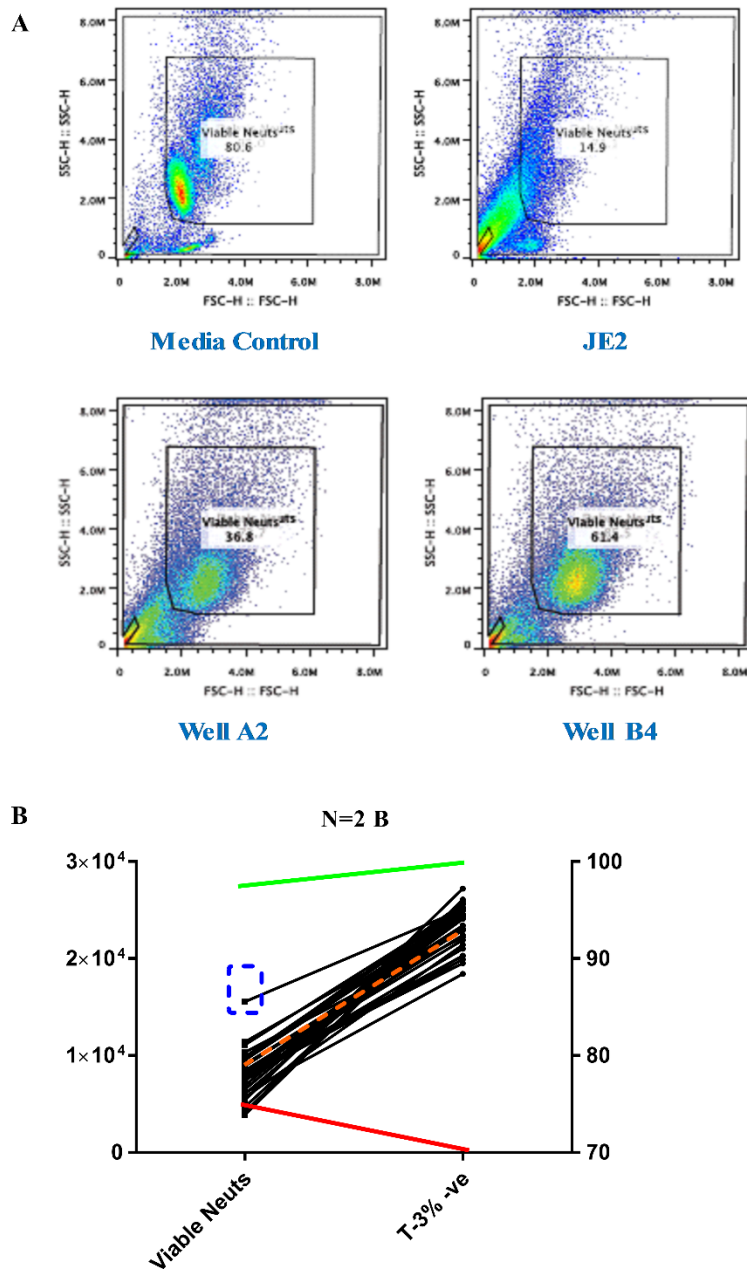 A
8.0M
6.0M
4.0M
2.0M
0
SSC-H :: SSC-H
Viable Neuts
80.6
0 2.0M 4.0M 6.0M 8.0M
FSC-H :: FSC-H
Media Control
8.0M
6.0M
4.0M
2.0M
0
SSC-H :: SSC-H
Viable Neuts
14.9
0 2.0M 4.0M 6.0M 8.0M
FSC-H :: FSC-H
JE2
8.0M
6.0M
4.0M
2.0M
0
SSC-H :: SSC-H
Viable Neuts
36.8
0 2.0M 4.0M 6.0M 8.0M
FSC-H :: FSC-H
Well A2
8.0M
6.0M
4.0M
2.0M
0
SSC-H :: SSC-H
Viable Neuts
61.4
0 2.0M 4.0M 6.0M 8.0M
FSC-H :: FSC-H
Well B4
B
N=2 B
3×10⁴
2×10⁴
1×10⁴
0
100
90
80
70
Viable Neuts
T-3% -ve